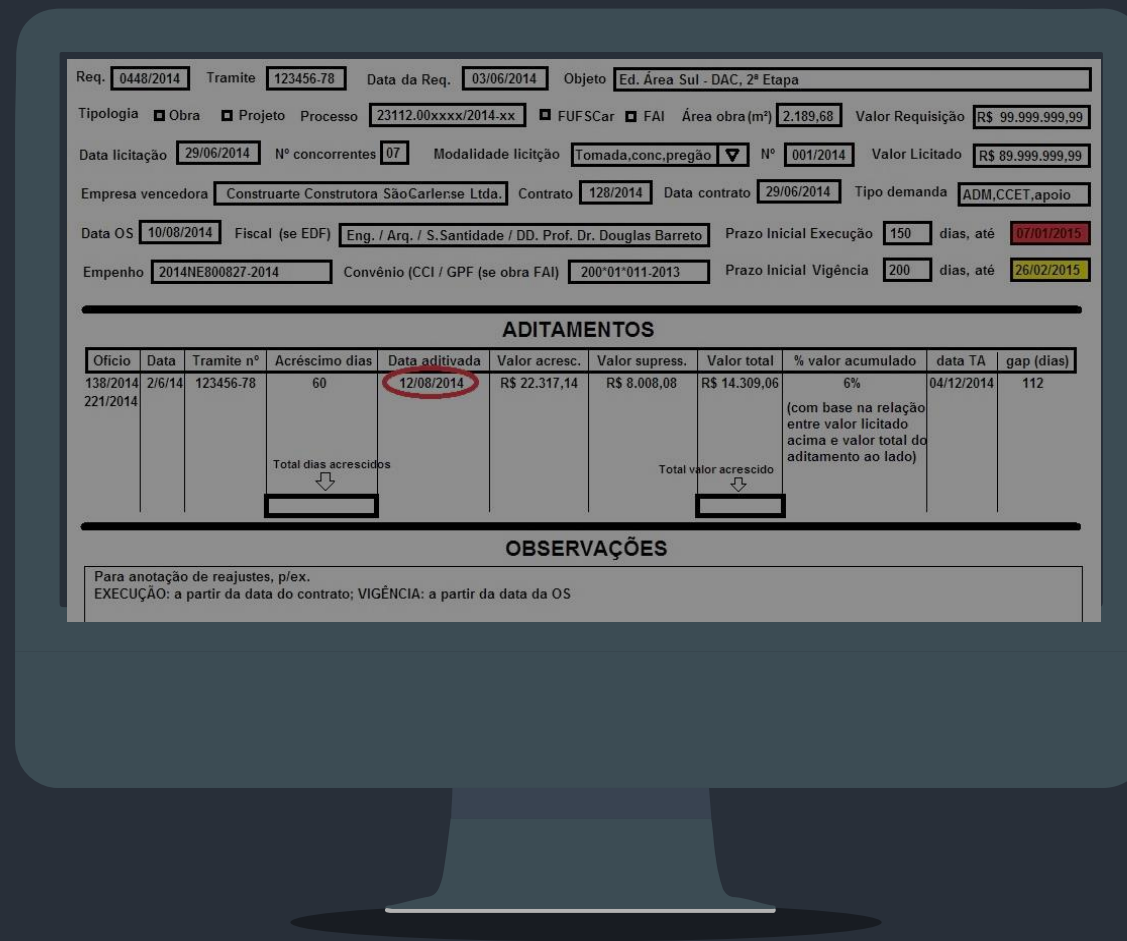 Req. 0448/2014 Tramite 123456-78 Data da Req. 03/06/2014 Objeto Ed. Área Sul - DAC, 2ª Etapa
Tipologia Obra Projeto Processo 23112.00xxxx/2014-xx FUFSCar FAI Área obra (m²) 2.189,68 Valor Requisição R$ 99.999.999,99
Data licitação 29/06/2014 Nº concorrentes 07 Modalidade licitção Tomada,conc,pregão Nº 001/2014 Valor Licitado R$ 89.999.999,99
Empresa vencedora Construarte Construtora SãoCarlense Ltda. Contrato 128/2014 Data contrato 29/06/2014 Tipo demanda ADM,CCET,apoio
Data OS 10/08/2014 Fiscal (se EDF) Eng. / Arq. / S.Santidade / DD. Prof. Dr. Douglas Barreto Prazo Inicial Execução 150 dias, até 07/01/2015
Empenho 2014NE800827-2014 Convênio (CCI / GPF (se obra FAI) 200*01*011-2013 Prazo Inicial Vigência 200 dias, até 26/02/2015
ADITAMENTOS
Oficio Data Tramite nº Acréscimo dias Data aditivada Valor acresc. Valor supress. Valor total % valor acumulado data TA gap (dias)
138/2014 2/6/14 123456-78 60 12/08/2014 R$ 22.317,14 R$ 8.008,08 R$ 14.309,06 6% 04/12/2014 112
221/2014
(com base na relação
entre valor licitado
acima e valor total do
aditamento ao lado)
Total dias acrescidos Total valor acrescido
OBSERVAÇÕES
Para anotação de reajustes, p/ex.
EXECUÇÃO: a partir da data do contrato; VIGÊNCIA: a partir da data da OS